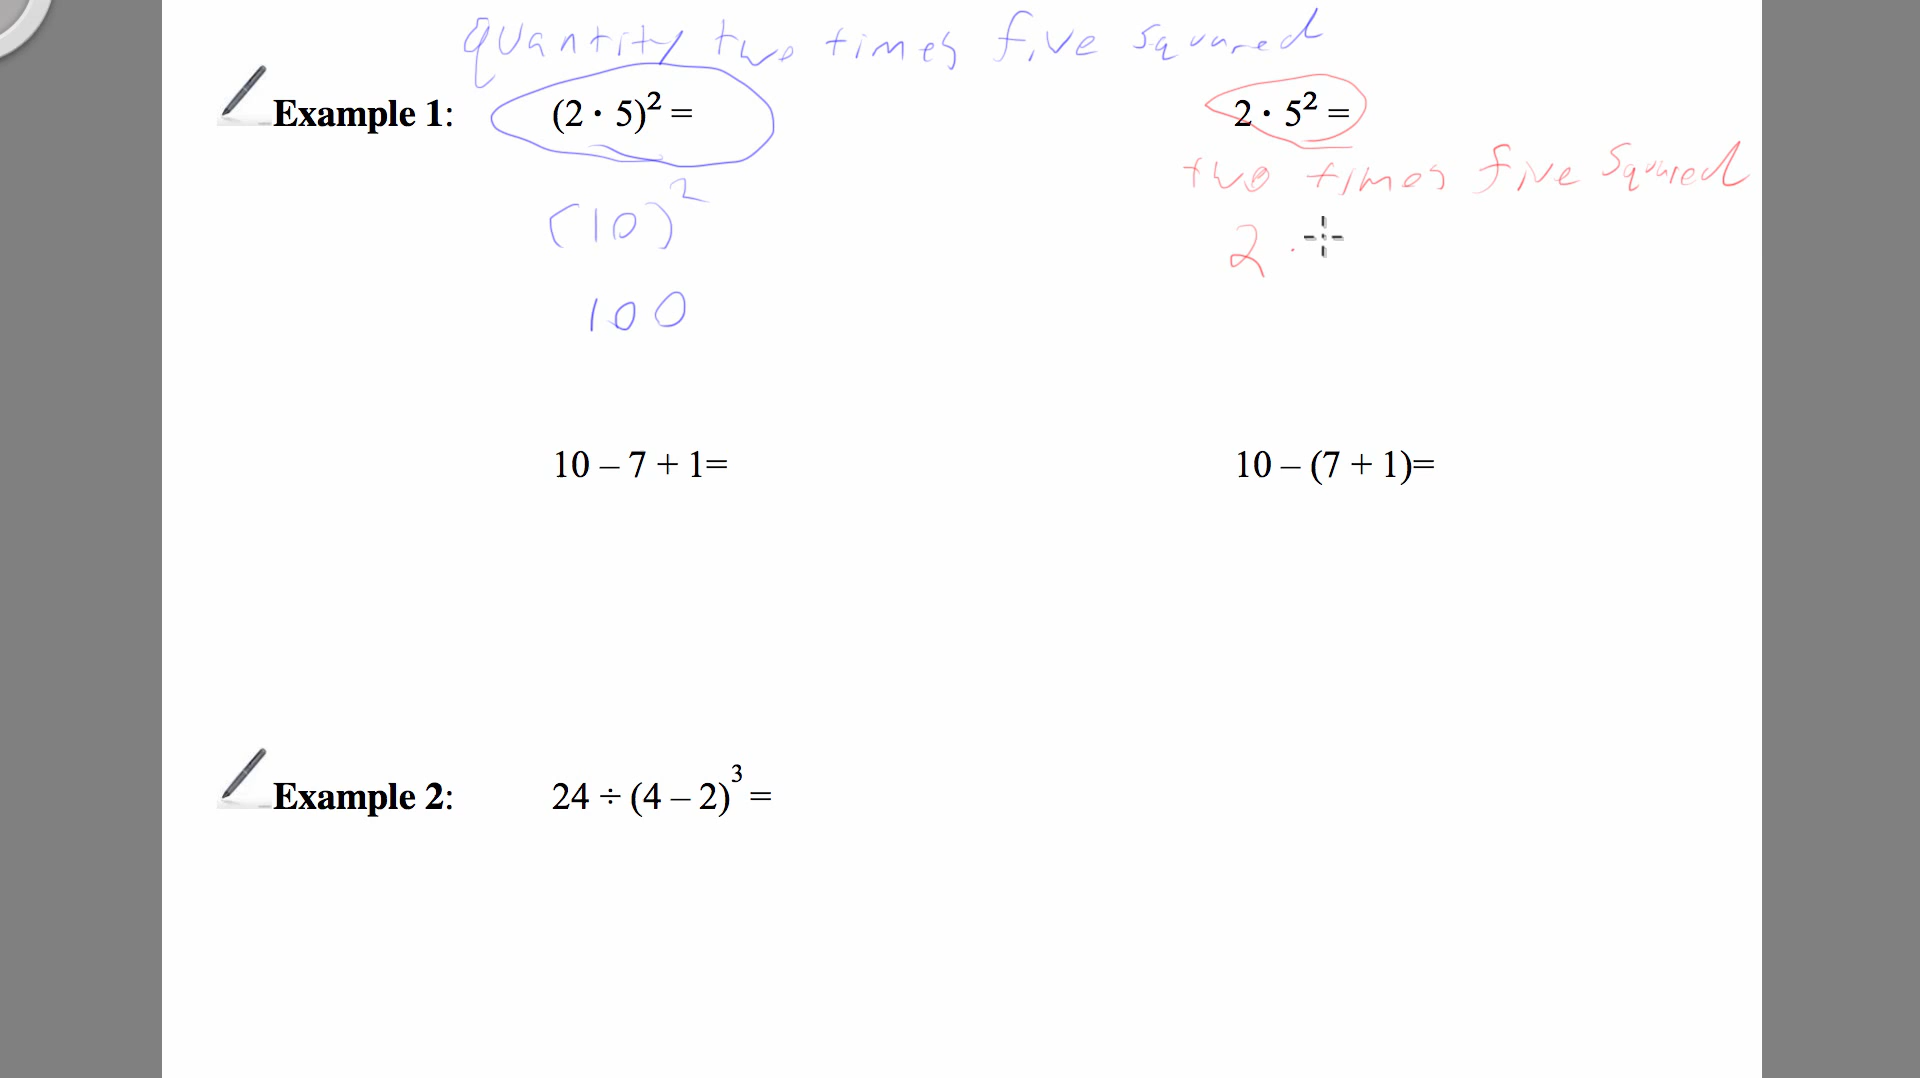 quantity two times five squared
Example 1: (2 · 5)² = 2 · 5² =
two times five squared
(10)² 2 ·
100
10 – 7 + 1= 10 – (7 + 1)=
Example 2: 24 ÷ (4 – 2)³ =